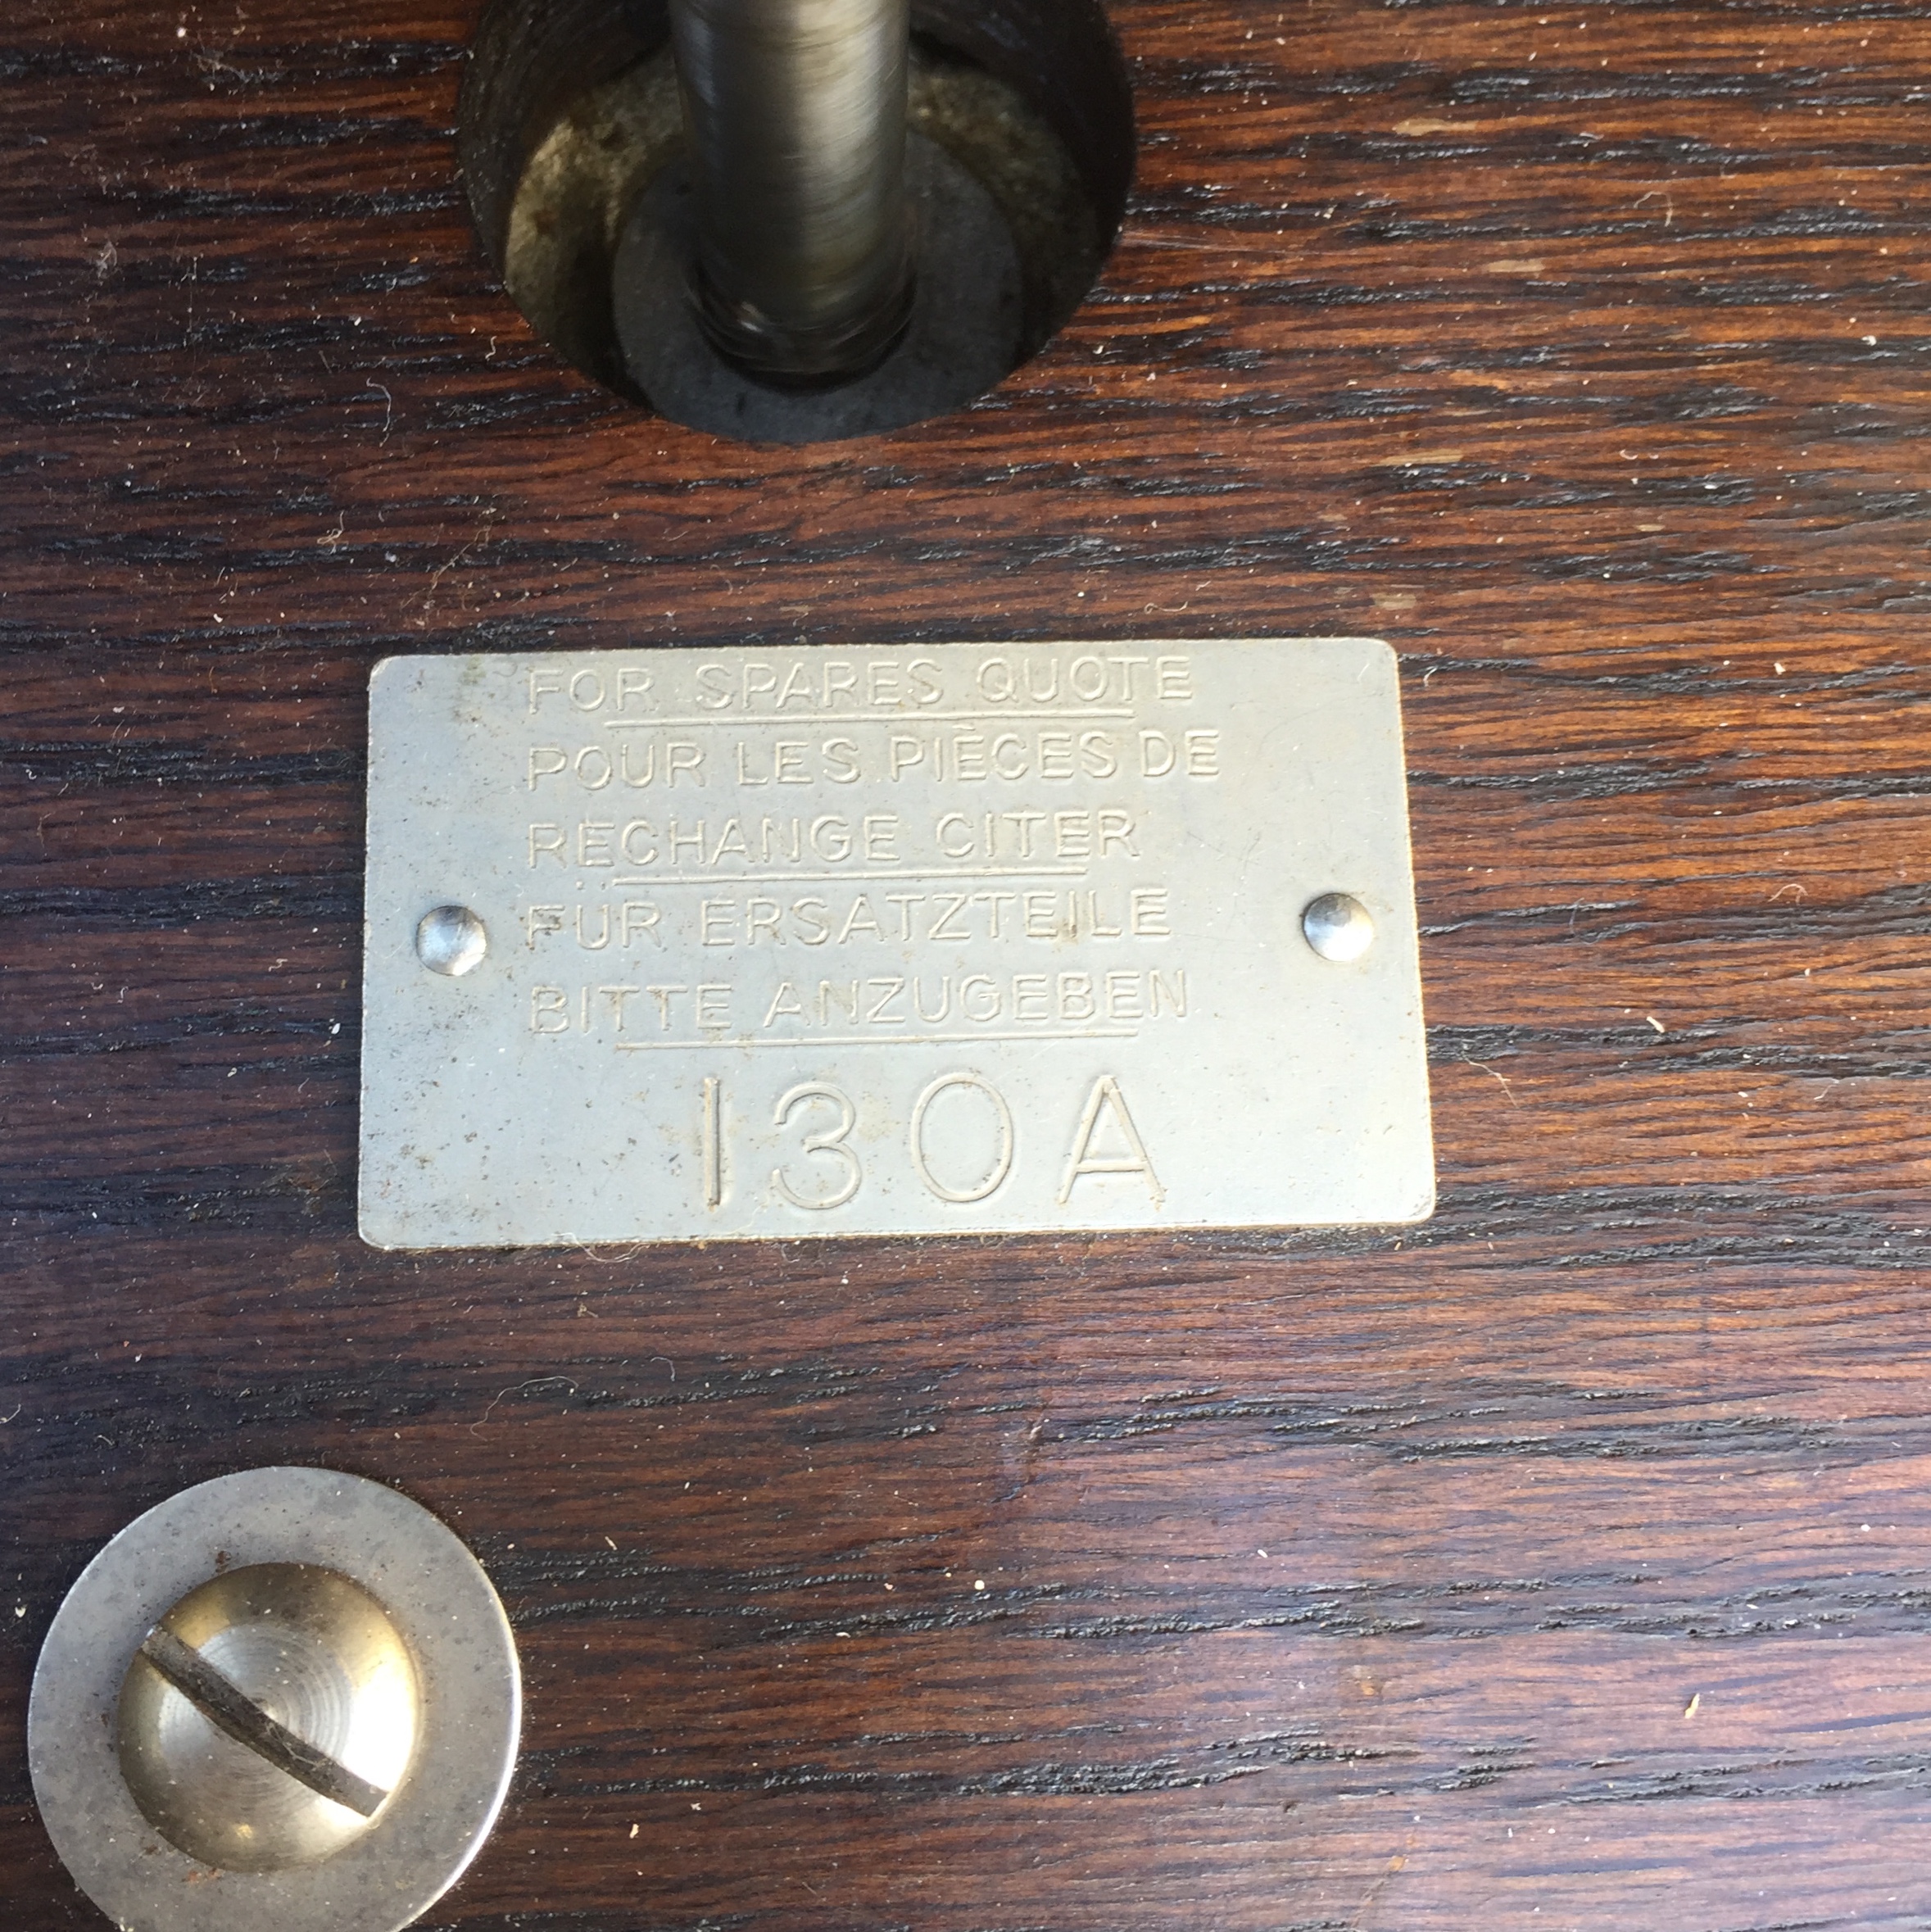 FOR SPARES QUOTE
POUR LES PIÈCES DE
RECHANGE CITER
FÜR ERSATZTEILE
BITTE ANZUGEBEN
130A